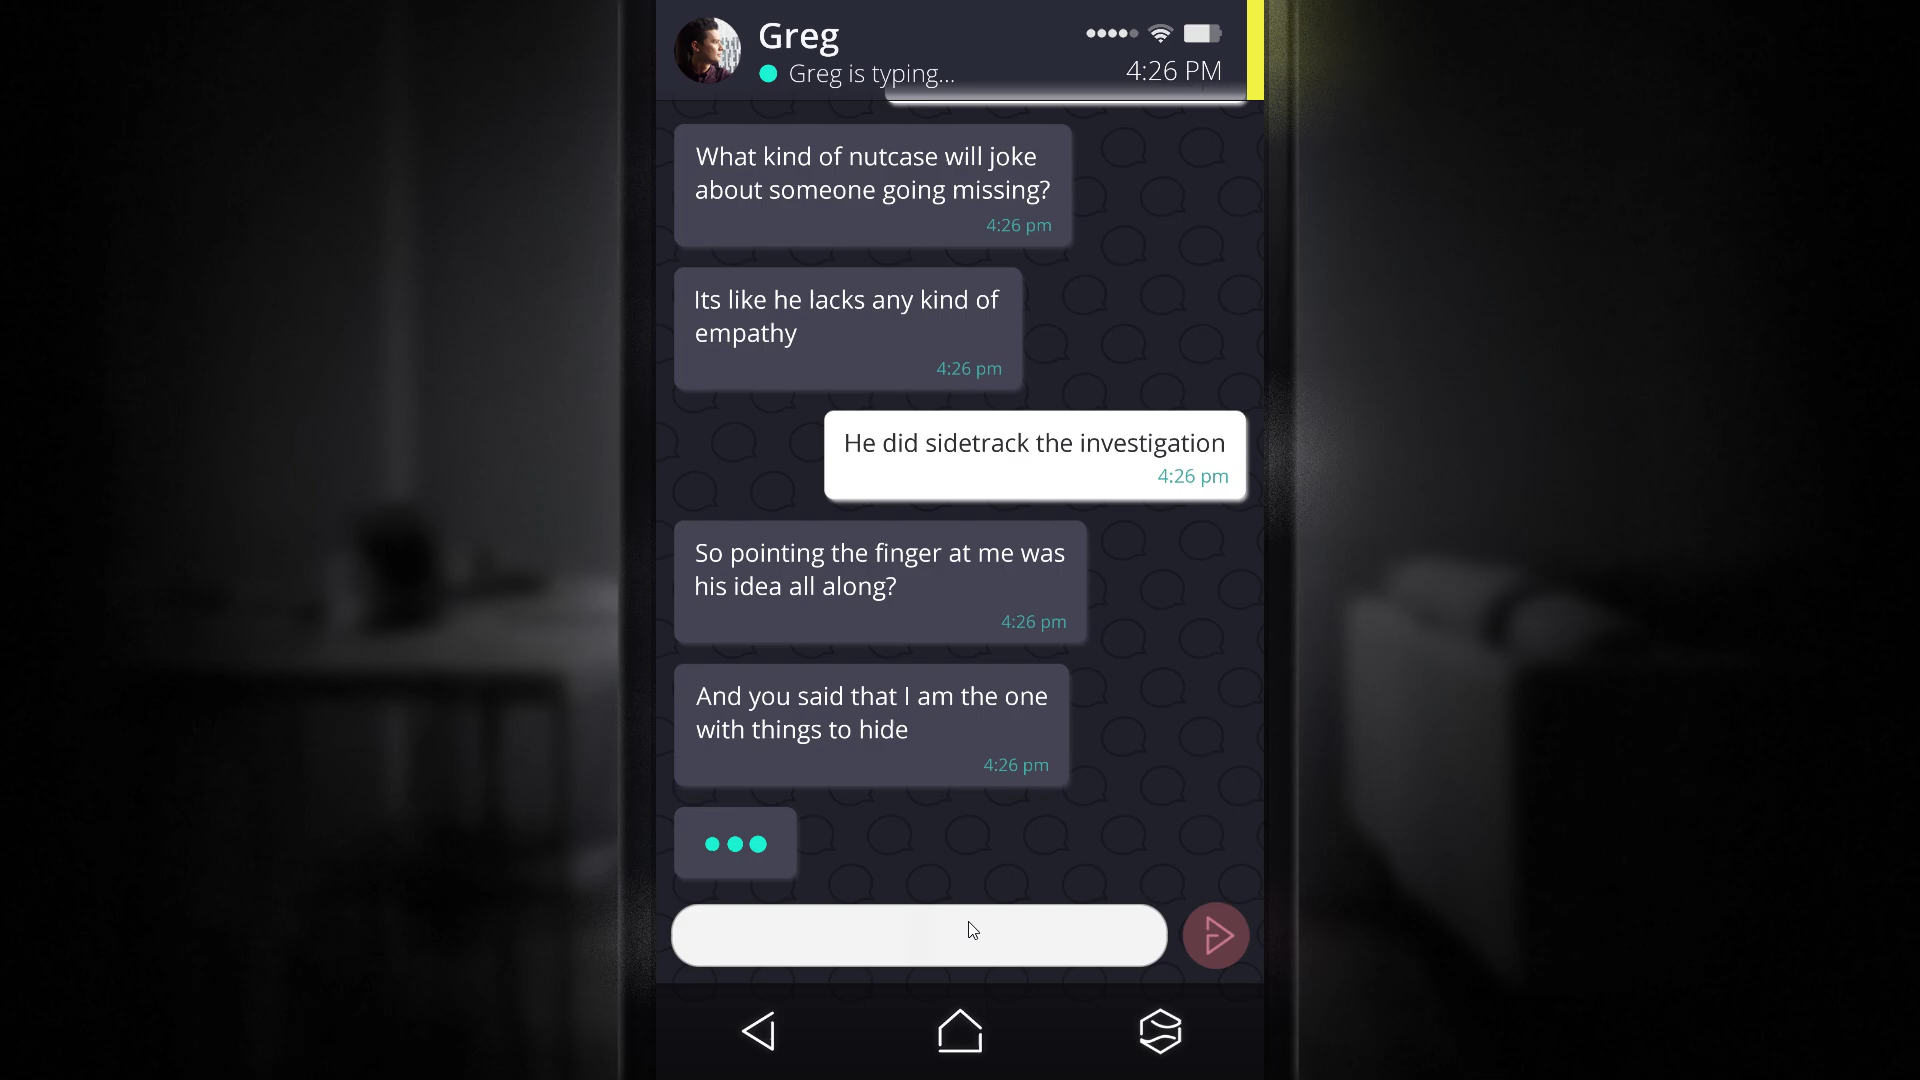 Greg
Greg is typing...
4:26 PM
What kind of nutcase will joke
about someone going missing?
4:26 pm
Its like he lacks any kind of
empathy
4:26 pm
He did sidetrack the investigation
4:26 pm
So pointing the finger at me was
his idea all along?
4:26 pm
And you said that I am the one
with things to hide
4:26 pm